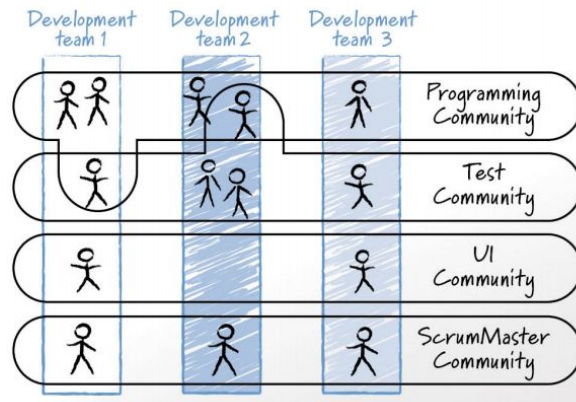 Development
team 1
Development
team 2
Development
team 3
Programming
Community
Test
Community
UI
Community
ScrumMaster
Community